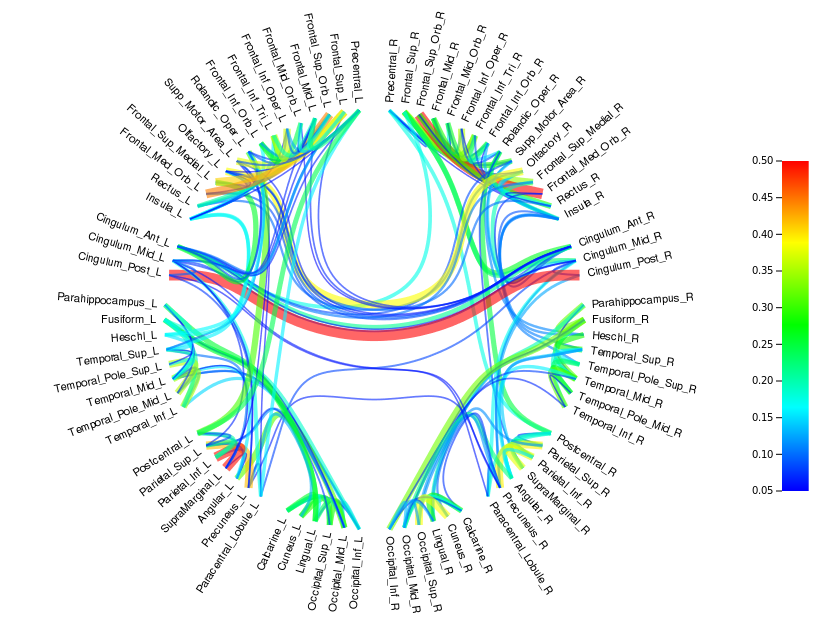 Precentral_L
Frontal_Sup_L
Frontal_Sup_Orb_L
Frontal_Mid_L
Frontal_Mid_Orb_L
Frontal_Inf_Oper_L
Frontal_Inf_Tri_L
Frontal_Inf_Orb_L
Rolandic_Oper_L
Supp_Motor_Area_L
Olfactory_L
Frontal_Sup_Medial_L
Frontal_Med_Orb_L
Rectus_L
Insula_L
Cingulum_Ant_L
Cingulum_Mid_L
Cingulum_Post_L
Parahippocampus_L
Fusiform_L
Heschl_L
Temporal_Sup_L
Temporal_Pole_Sup_L
Temporal_Mid_L
Temporal_Pole_Mid_L
Temporal_Inf_L
Postcentral_L
Parietal_Sup_L
Parietal_Inf_L
SupraMarginal_L
Angular_L
Precuneus_L
Paracentral_Lobule_L
Calcarine_L
Cuneus_L
Lingual_L
Occipital_Sup_L
Occipital_Mid_L
Occipital_Inf_L
Precentral_R
Frontal_Sup_R
Frontal_Sup_Orb_R
Frontal_Mid_R
Frontal_Mid_Orb_R
Frontal_Inf_Oper_R
Frontal_Inf_Tri_R
Frontal_Inf_Orb_R
Rolandic_Oper_R
Supp_Motor_Area_R
Olfactory_R
Frontal_Sup_Medial_R
Frontal_Med_Orb_R
Rectus_R
Insula_R
Cingulum_Ant_R
Cingulum_Mid_R
Cingulum_Post_R
Parahippocampus_R
Fusiform_R
Heschl_R
Temporal_Sup_R
Temporal_Pole_Sup_R
Temporal_Mid_R
Temporal_Pole_Mid_R
Temporal_Inf_R
Postcentral_R
Parietal_Sup_R
Parietal_Inf_R
SupraMarginal_R
Angular_R
Precuneus_R
Paracentral_Lobule_R
Calcarine_R
Cuneus_R
Lingual_R
Occipital_Sup_R
Occipital_Mid_R
Occipital_Inf_R
0.50
0.45
0.40
0.35
0.30
0.25
0.20
0.15
0.10
0.05